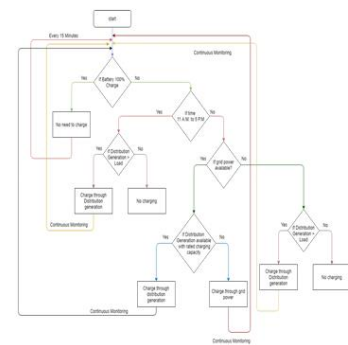 start
Every 15 Minutes
Continuous Monitoring
Continuous Monitoring
If Battery 100%
Charge
Yes
No
No need to charge
If time
11 A.M. to 5 P.M.
Yes
No
If Distribution
Generation >
Load
Yes
No
If grid power
available?
Yes
No
Charge through
Distribution
generation
No charging
Continuous Monitoring
If Distribution
Generation available
with rated charging
capacity
Yes
No
If Distribution
Generation >
Load
Yes
No
Charge through
distribution
generation
Charge through grid
power
Charge through
Distribution
generation
No charging
Continuous Monitoring
Continuous Monitoring